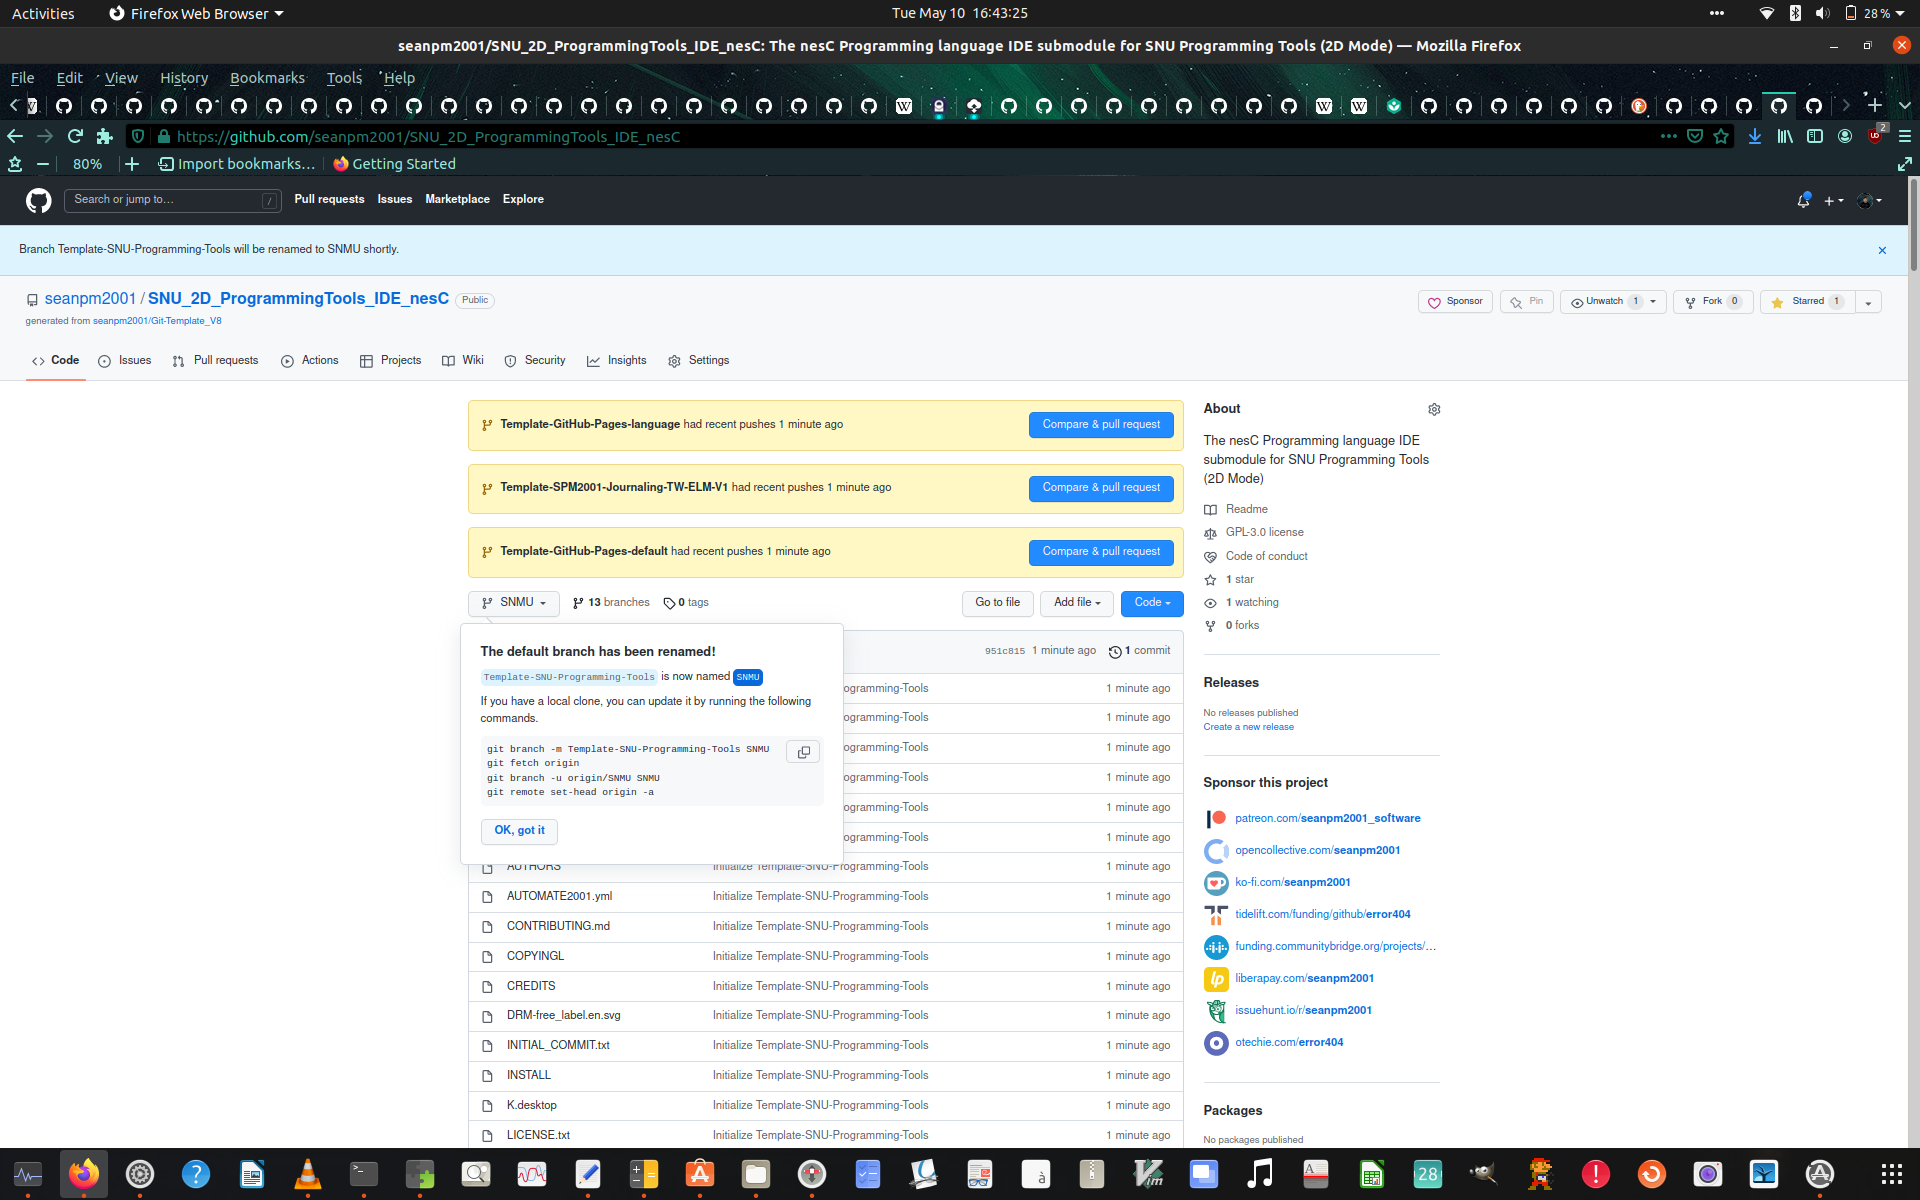 Activities
Firefox Web Browser
Tue May 10 16:43:25
28 %
seanpm2001/SNU_2D_ProgrammingTools_IDE_nesC: The nesC Programming language IDE submodule for SNU Programming Tools (2D Mode) — Mozilla Firefox
File Edit View History Bookmarks Tools Help
https://github.com/seanpm2001/SNU_2D_ProgrammingTools_IDE_nesC
2
80%
Import bookmarks...
Getting Started
Search or jump to...
/
Pull requests Issues Marketplace Explore
Branch Template-SNU-Programming-Tools will be renamed to SNMU shortly.
seanpm2001 / SNU_2D_ProgrammingTools_IDE_nesC Public
generated from seanpm2001/Git-Template_V8
Sponsor
Pin
Unwatch 1
Fork 0
Starred 1
Code Issues Pull requests Actions Projects Wiki Security Insights Settings
Template-GitHub-Pages-language had recent pushes 1 minute ago
Compare & pull request
Template-SPM2001-Journaling-TW-ELM-V1 had recent pushes 1 minute ago
Compare & pull request
Template-GitHub-Pages-default had recent pushes 1 minute ago
Compare & pull request
SNMU
13 branches
0 tags
Go to file
Add file
Code
The default branch has been renamed!
Template-SNU-Programming-Tools is now named SNMU
If you have a local clone, you can update it by running the following
commands.
git branch -m Template-SNU-Programming-Tools SNMU
git fetch origin
git branch -u origin/SNMU SNMU
git remote set-head origin -a
OK, got it
951c815 1 minute ago 1 commit
ogramming-Tools 1 minute ago
ogramming-Tools 1 minute ago
ogramming-Tools 1 minute ago
ogramming-Tools 1 minute ago
ogramming-Tools 1 minute ago
ogramming-Tools 1 minute ago
AUTHORS Initialize Template-SNU-Programming-Tools 1 minute ago
AUTOMATE2001.yml Initialize Template-SNU-Programming-Tools 1 minute ago
CONTRIBUTING.md Initialize Template-SNU-Programming-Tools 1 minute ago
COPYINGL Initialize Template-SNU-Programming-Tools 1 minute ago
CREDITS Initialize Template-SNU-Programming-Tools 1 minute ago
DRM-free_label.en.svg Initialize Template-SNU-Programming-Tools 1 minute ago
INITIAL_COMMIT.txt Initialize Template-SNU-Programming-Tools 1 minute ago
INSTALL Initialize Template-SNU-Programming-Tools 1 minute ago
K.desktop Initialize Template-SNU-Programming-Tools 1 minute ago
LICENSE.txt Initialize Template-SNU-Programming-Tools 1 minute ago
About
The nesC Programming language IDE
submodule for SNU Programming Tools
(2D Mode)
Readme
GPL-3.0 license
Code of conduct
1 star
1 watching
0 forks
Releases
No releases published
Create a new release
Sponsor this project
patreon.com/seanpm2001_software
opencollective.com/seanpm2001
ko-fi.com/seanpm2001
tidelift.com/funding/github/error404
funding.communitybridge.org/projects/...
liberapay.com/seanpm2001
issuehunt.io/r/seanpm2001
otechie.com/error404
Packages
No packages published
28